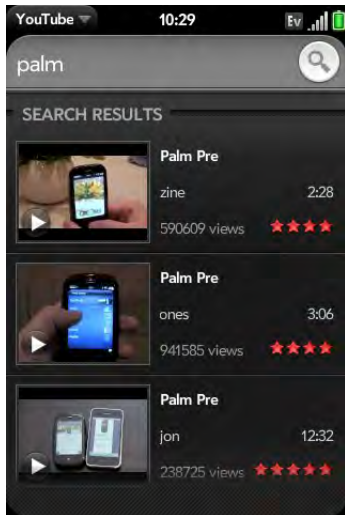 YouTube 10:29 Ev
palm
SEARCH RESULTS
Palm Pre
zine 2:28
590609 views
Palm Pre
ones 3:06
941585 views
Palm Pre
jon 12:32
238725 views